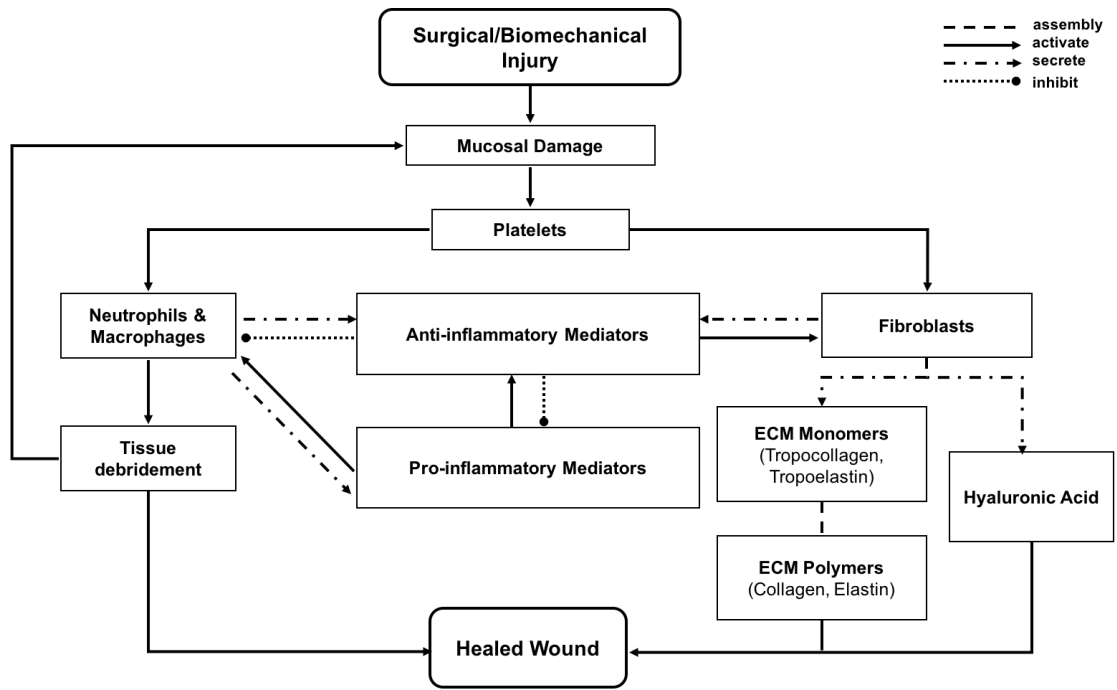 Surgical/Biomechanical
Injury
assembly
activate
secrete
inhibit
Mucosal Damage
Platelets
Neutrophils &
Macrophages
Anti-inflammatory Mediators
Fibroblasts
Tissue
debridement
Pro-inflammatory Mediators
ECM Monomers
(Tropocollagen,
Tropoelastin)
Hyaluronic Acid
ECM Polymers
(Collagen, Elastin)
Healed Wound